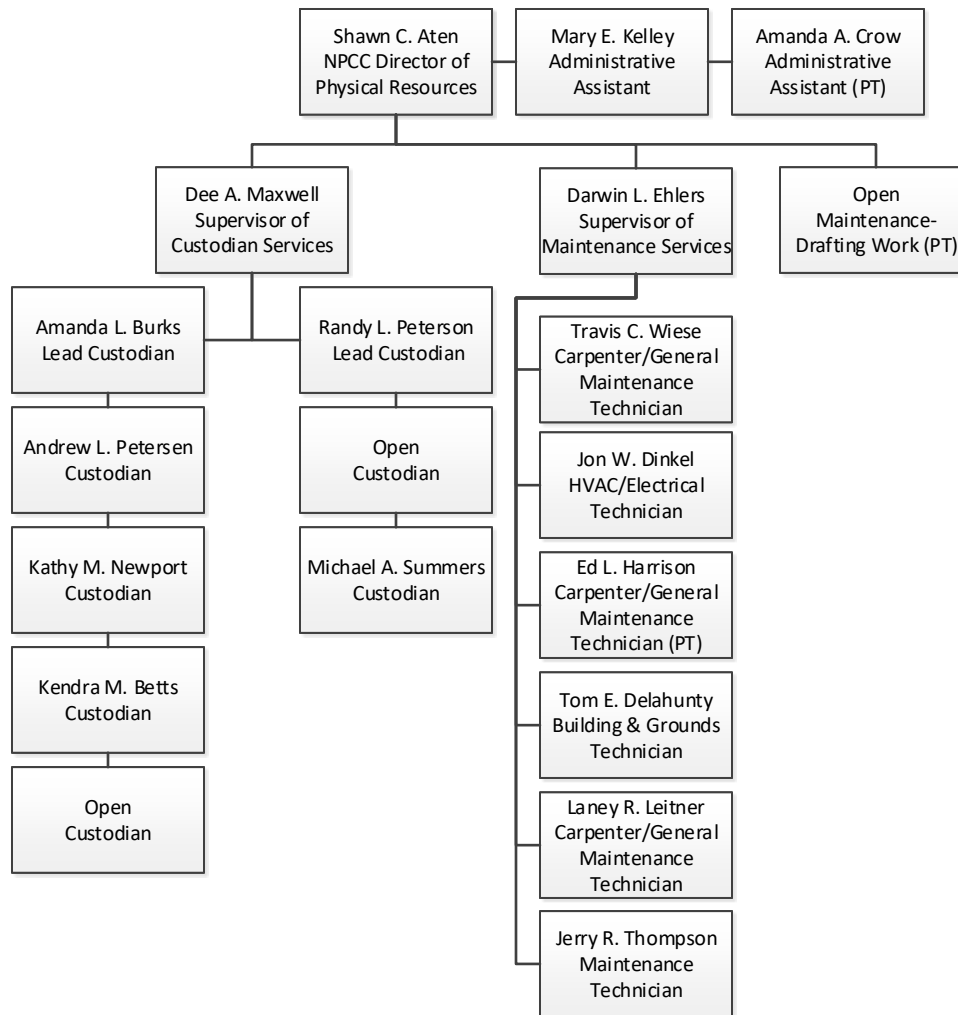 Shawn C. Aten
NPCC Director of
Physical Resources
Mary E. Kelley
Administrative
Assistant
Amanda A. Crow
Administrative
Assistant (PT)
Dee A. Maxwell
Supervisor of
Custodian Services
Darwin L. Ehlers
Supervisor of
Maintenance Services
Open
Maintenance-
Drafting Work (PT)
Amanda L. Burks
Lead Custodian
Andrew L. Petersen
Custodian
Kathy M. Newport
Custodian
Kendra M. Betts
Custodian
Open
Custodian
Randy L. Peterson
Lead Custodian
Open
Custodian
Michael A. Summers
Custodian
Travis C. Wiese
Carpenter/General
Maintenance
Technician
Jon W. Dinkel
HVAC/Electrical
Technician
Ed L. Harrison
Carpenter/General
Maintenance
Technician (PT)
Tom E. Delahunty
Building & Grounds
Technician
Laney R. Leitner
Carpenter/General
Maintenance
Technician
Jerry R. Thompson
Maintenance
Technician